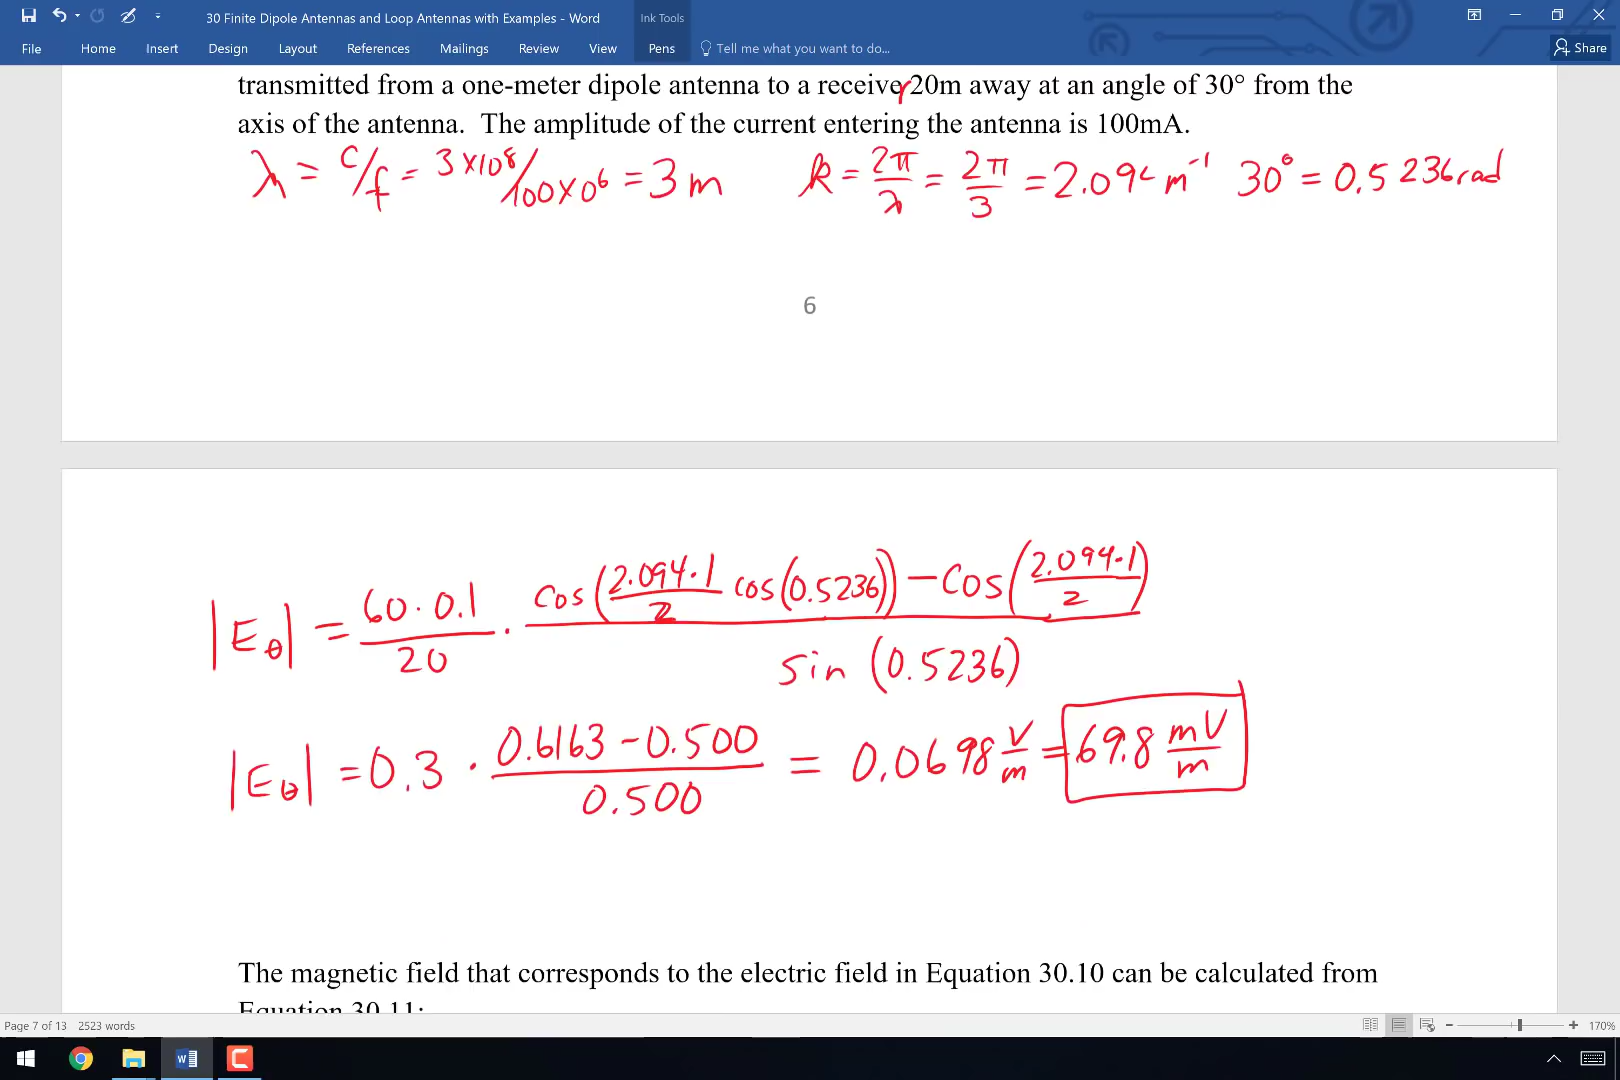 30 Finite Dipole Antennas and Loop Antennas with Examples - Word
Ink Tools
File Home Insert Design Layout References Mailings Review View Pens Tell me what you want to do... Share
transmitted from a one-meter dipole antenna to a receiver 20m away at an angle of 30° from the
axis of the antenna. The amplitude of the current entering the antenna is 100mA.
λ = c/f = 3×10⁸/100×0⁶ = 3 m k = 2π/λ = 2π/3 = 2.094 m⁻¹ 30° = 0.5236 rad
6
|E_θ| = 60·0.1/20 · cos(2.094·1/2 cos(0.5236)) − cos(2.094·1/2) / sin(0.5236)
|E_θ| = 0.3 · 0.6163 − 0.500 / 0.500 = 0.0698 V/m = 69.8 mV/m
The magnetic field that corresponds to the electric field in Equation 30.10 can be calculated from
Equation 30.11:
Page 7 of 13 2523 words 170%